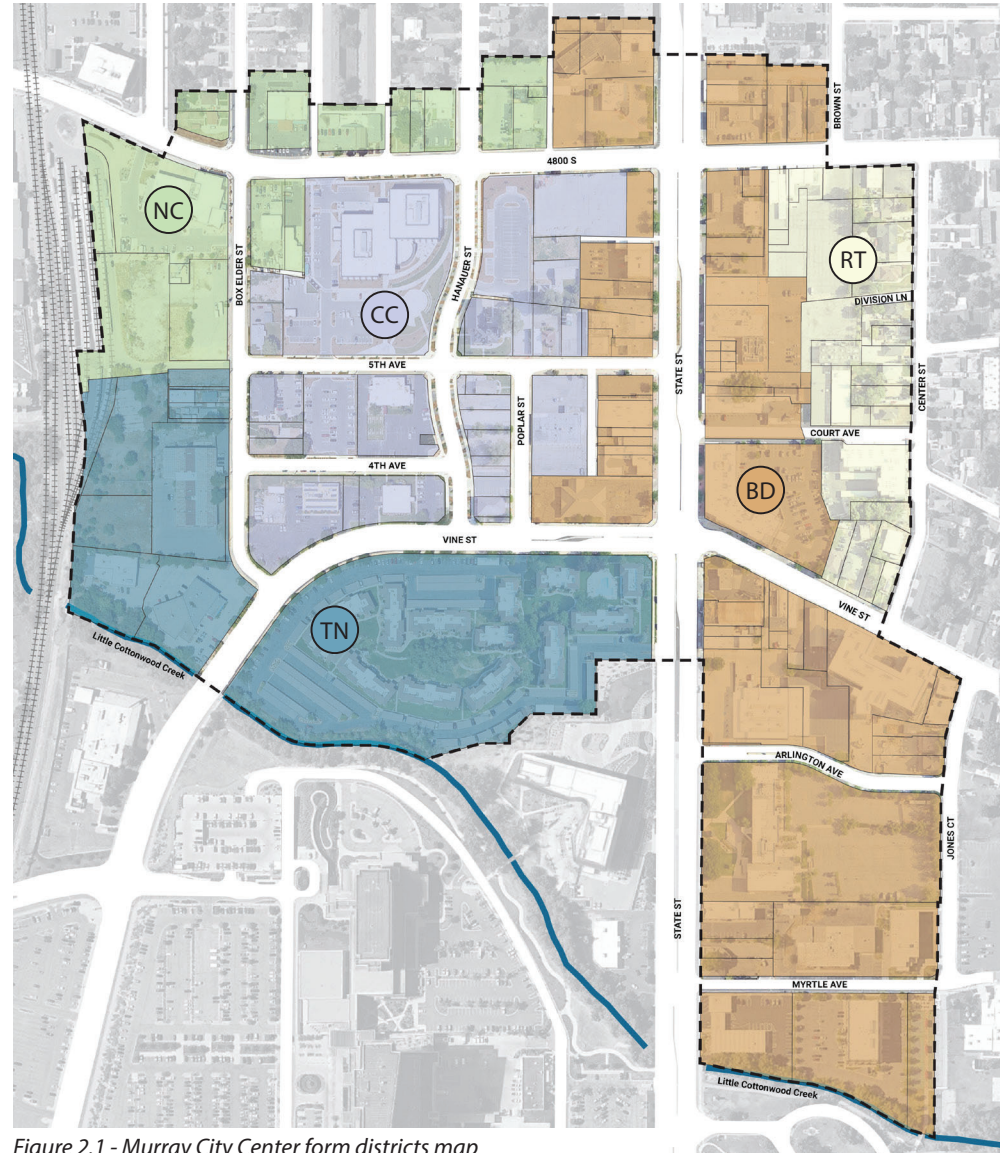 BROWN ST
4800 S
NC
RT
BOX ELDER ST
HANAUER ST
DIVISION LN
CC
STATE ST
5TH AVE
CENTER ST
POPLAR ST
COURT AVE
4TH AVE
BD
VINE ST
VINE ST
TN
Little Cottonwood Creek
ARLINGTON AVE
JONES CT
STATE ST
MYRTLE AVE
Little Cottonwood Creek
Figure 2.1 - Murray City Center form districts map